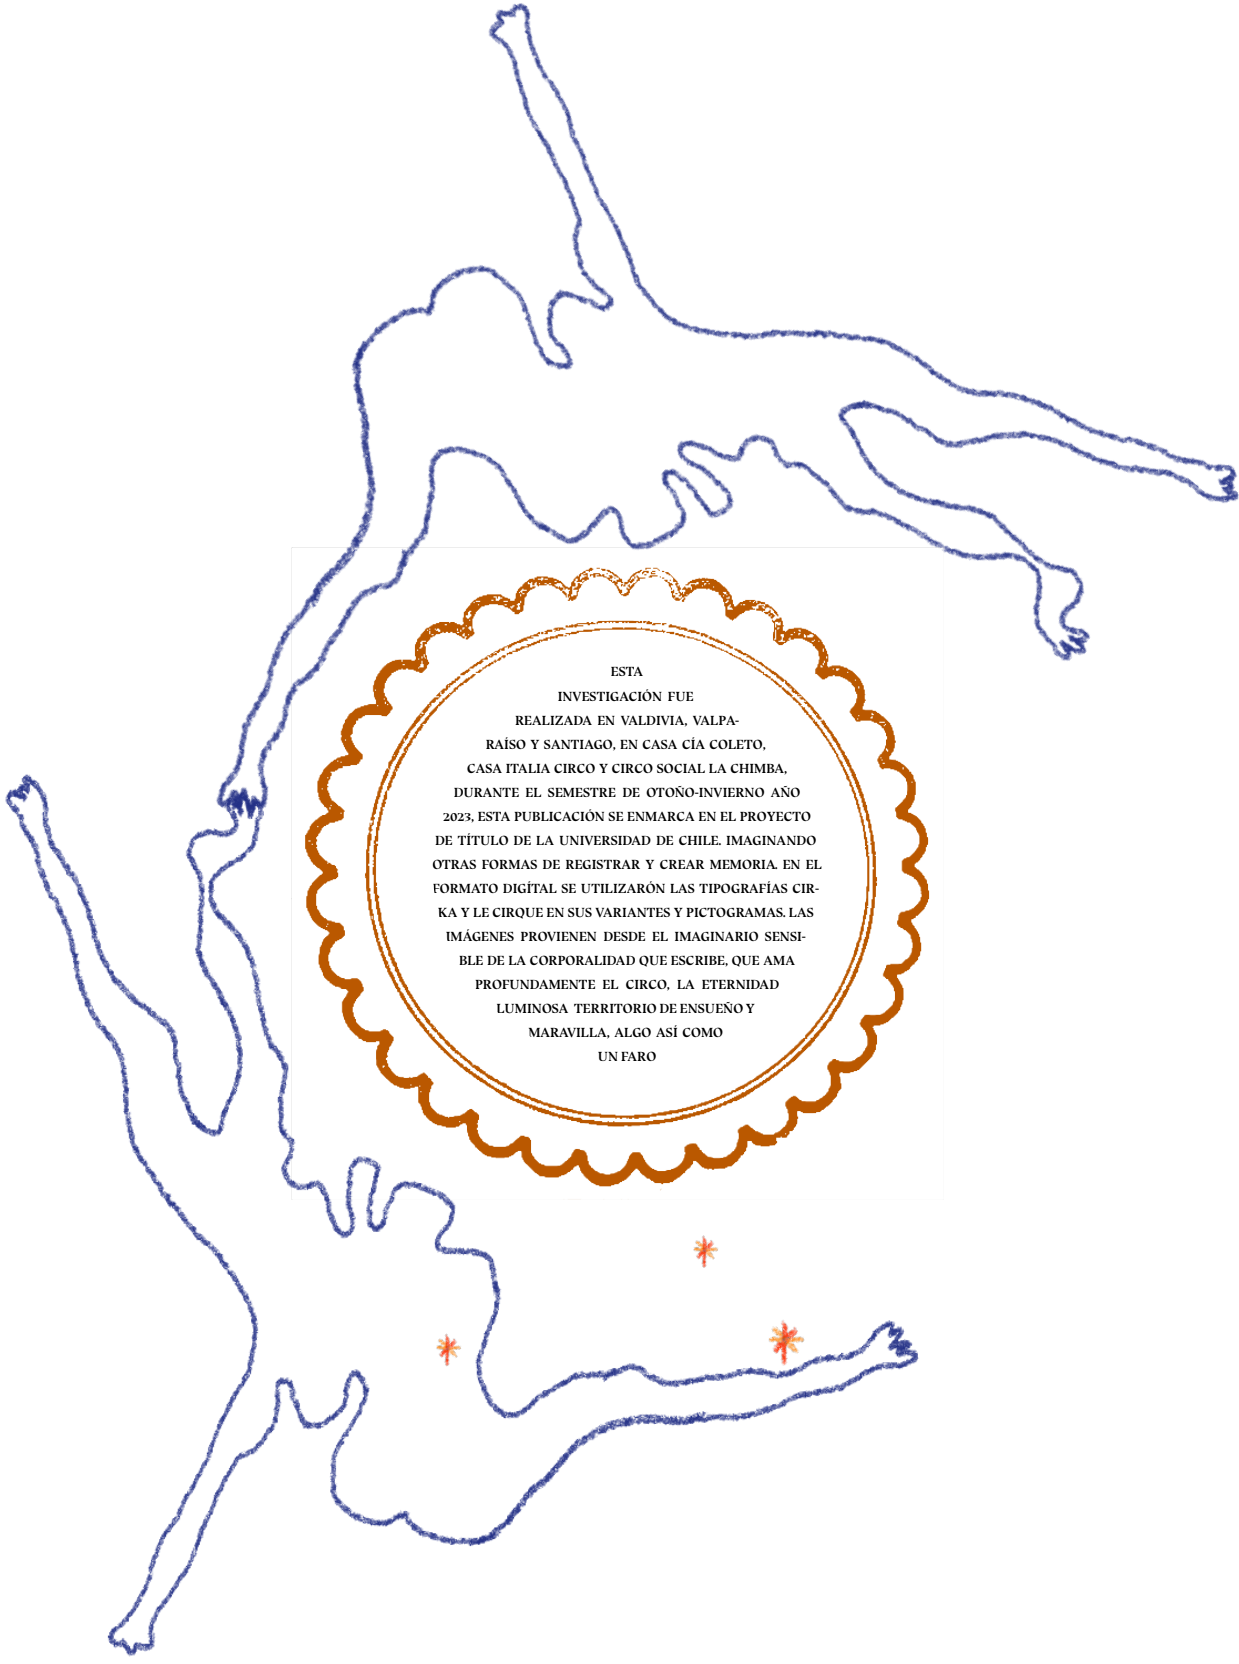 ESTA
INVESTIGACIÓN FUE
REALIZADA EN VALDIVIA, VALPA-
RAÍSO Y SANTIAGO, EN CASA CÍA COLETO,
CASA ITALIA CIRCO Y CIRCO SOCIAL LA CHIMBA,
DURANTE EL SEMESTRE DE OTOÑO-INVIERNO AÑO
2023, ESTA PUBLICACIÓN SE ENMARCA EN EL PROYECTO
DE TÍTULO DE LA UNIVERSIDAD DE CHILE. IMAGINANDO
OTRAS FORMAS DE REGISTRAR Y CREAR MEMORIA. EN EL
FORMATO DIGÍTAL SE UTILIZARÓN LAS TIPOGRAFÍAS CIR-
KA Y LE CIRQUE EN SUS VARIANTES Y PICTOGRAMAS. LAS
IMÁGENES PROVIENEN DESDE EL IMAGINARIO SENSI-
BLE DE LA CORPORALIDAD QUE ESCRIBE, QUE AMA
PROFUNDAMENTE EL CIRCO, LA ETERNIDAD
LUMINOSA TERRITORIO DE ENSUEÑO Y
MARAVILLA, ALGO ASÍ COMO
UN FARO